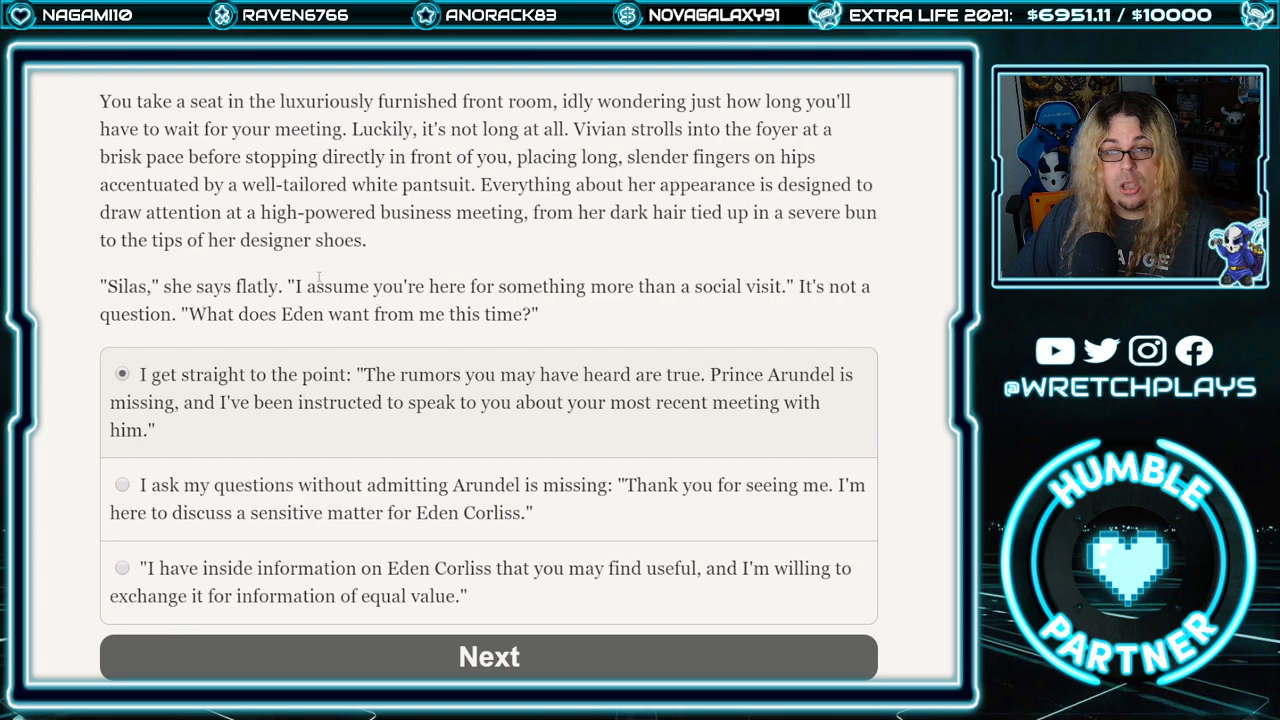 NAGAMI10 RAVEN6766 ANORACK83 NOVAGALAXY91 EXTRA LIFE 2021: $6951.11 / $10000
You take a seat in the luxuriously furnished front room, idly wondering just how long you'll
have to wait for your meeting. Luckily, it's not long at all. Vivian strolls into the foyer at a
brisk pace before stopping directly in front of you, placing long, slender fingers on hips
accentuated by a well-tailored white pantsuit. Everything about her appearance is designed to
draw attention at a high-powered business meeting, from her dark hair tied up in a severe bun
to the tips of her designer shoes.
"Silas," she says flatly. "I assume you're here for something more than a social visit." It's not a
question. "What does Eden want from me this time?"
I get straight to the point: "The rumors you may have heard are true. Prince Arundel is
missing, and I've been instructed to speak to you about your most recent meeting with
him."
I ask my questions without admitting Arundel is missing: "Thank you for seeing me. I'm
here to discuss a sensitive matter for Eden Corliss."
"I have inside information on Eden Corliss that you may find useful, and I'm willing to
exchange it for information of equal value."
Next
@WRETCHPLAYS
HUMBLE
PARTNER